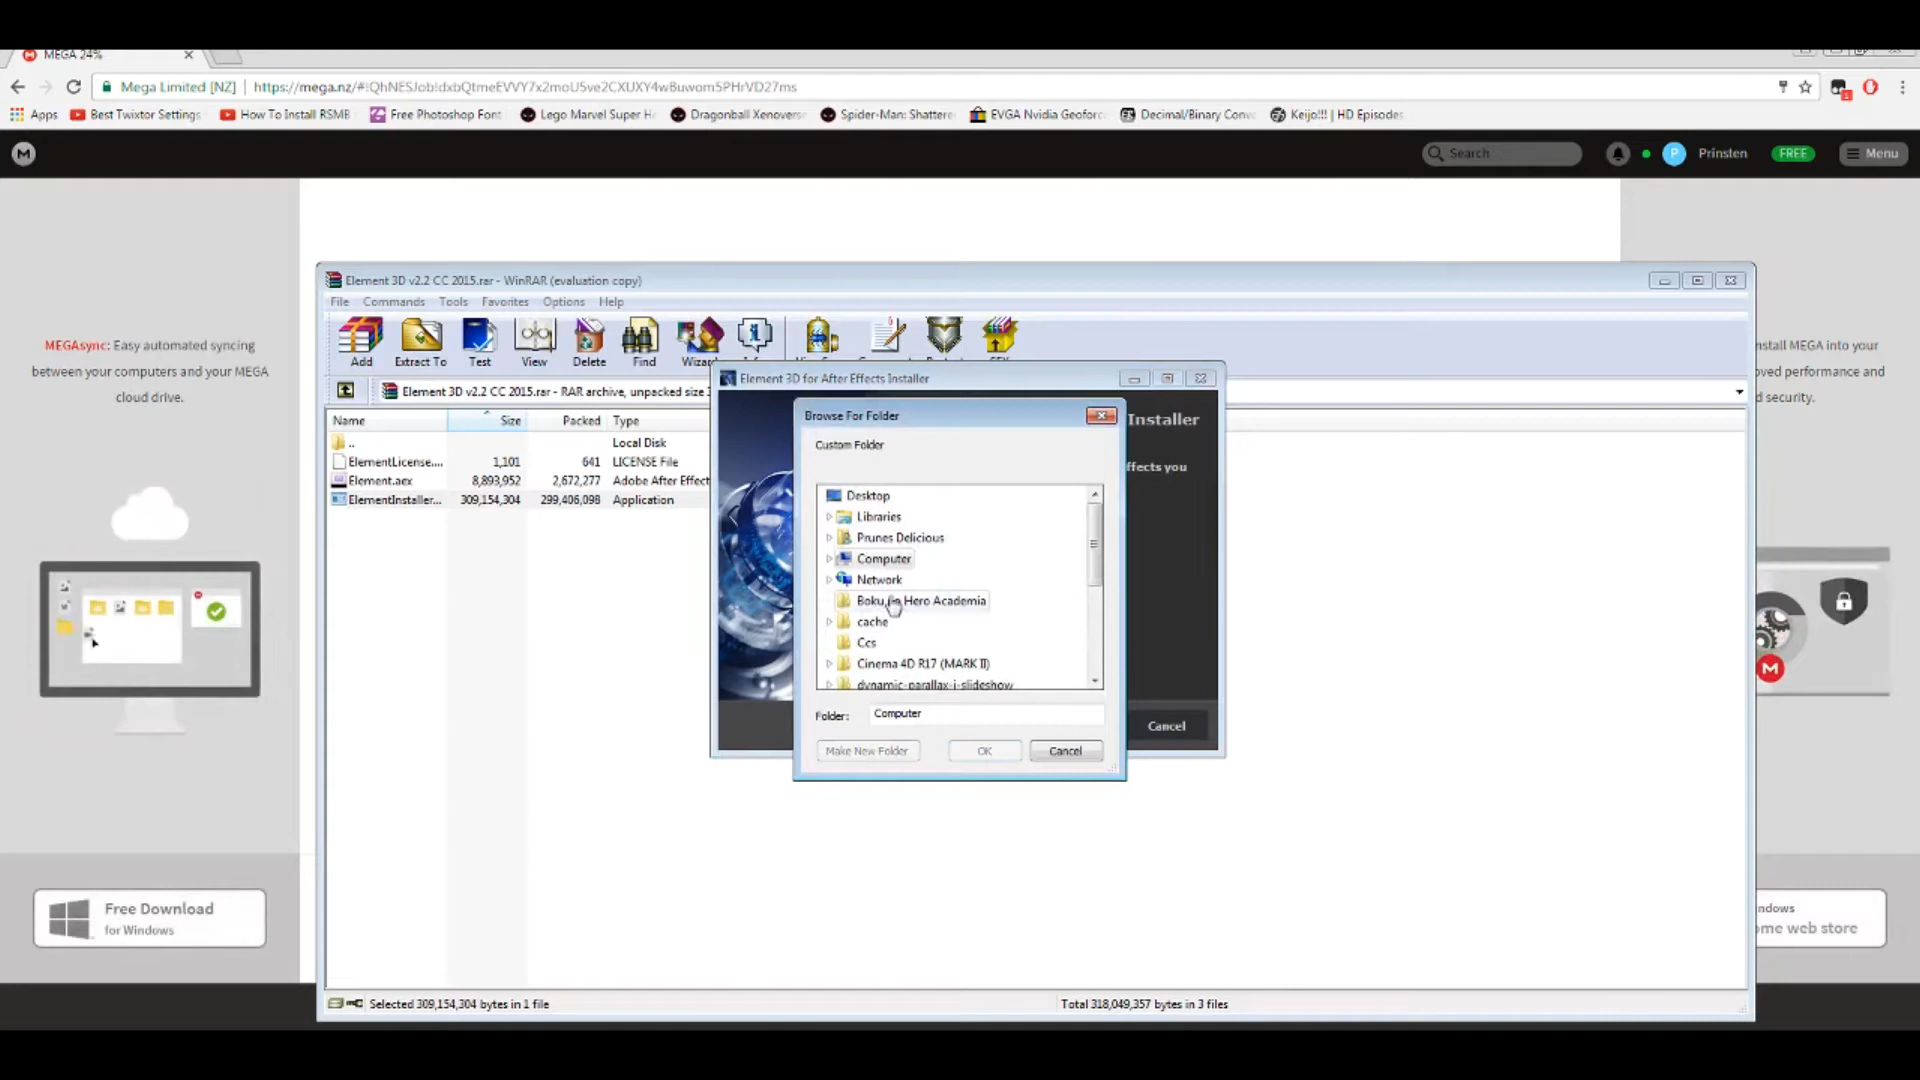 MEGA 24%
Mega Limited [NZ] | https://mega.nz/#!QhNESJob!dxbQtmeEVVY7x2moU5ve2CXUXY4wBuwom5PHrVD27ms
Apps Best Twixtor Settings How To Install RSMB Free Photoshop Font Lego Marvel Super H Dragonball Xenovers Spider-Man: Shattere EVGA Nvidia Geforc Decimal/Binary Conv Keijo!!! | HD Episodes
M Search P Prinsten FREE Menu
Element 3D v2.2 CC 2015.rar - WinRAR (evaluation copy)
File Commands Tools Favorites Options Help
Add Extract To Test View Delete Find Wizard
Element 3D v2.2 CC 2015.rar - RAR archive, unpacked size 3
Name Size Packed Type
.. Local Disk
ElementLicense.... 1,101 641 LICENSE File
Element.aex 8,893,952 2,672,277 Adobe After Effect
ElementInstaller... 309,154,304 299,406,098 Application
Element 3D for After Effects Installer
Installer
ffects you
Cancel
Browse For Folder
Custom Folder
Desktop
Libraries
Prunes Delicious
Computer
Network
Boku no Hero Academia
cache
Ccs
Cinema 4D R17 (MARK II)
dynamic-parallax-i-slideshow
Folder: Computer
Make New Folder OK Cancel
MEGAsync: Easy automated syncing
between your computers and your MEGA
cloud drive.
nstall MEGA into your
oved performance and
d security.
M
Free Download
for Windows
ndows
ome web store
Selected 309,154,304 bytes in 1 file Total 318,049,357 bytes in 3 files